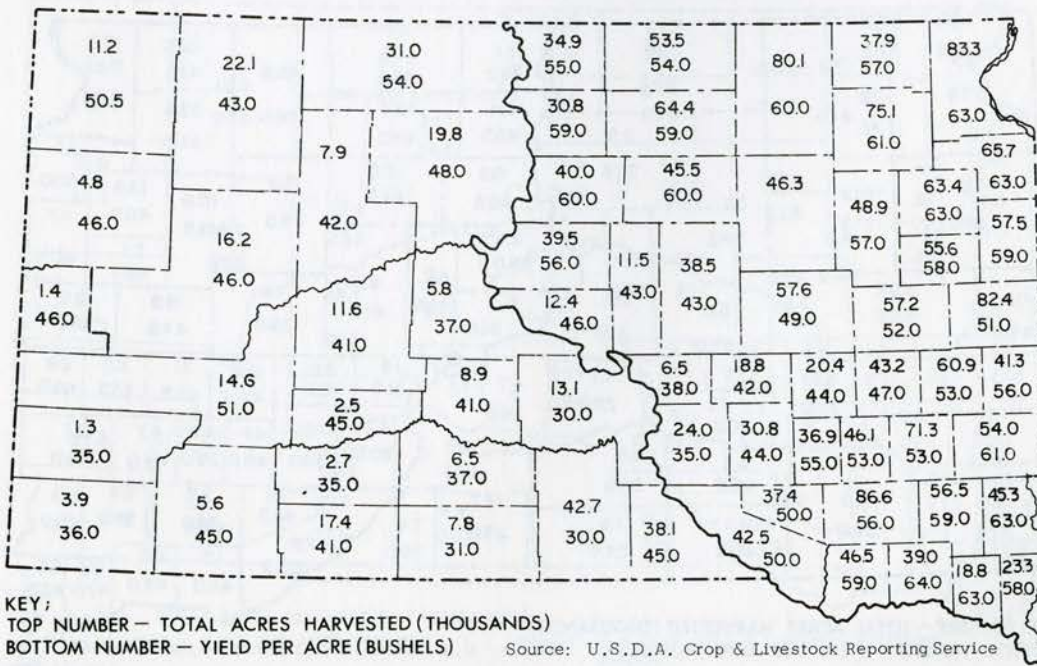 11.2 22.1 31.0 34.9 53.5 80.1 37.9 83.3
50.5 43.0 54.0 55.0 54.0 60.0 57.0 63.0
7.9 19.8 30.8 64.4 75.1 65.7
42.0 48.0 59.0 59.0 61.0 63.0
4.8 16.2 40.0 45.5 46.3 48.9 63.4 57.5
46.0 46.0 60.0 60.0 57.0 63.0 59.0
39.5 11.5 38.5 57.6 55.6
56.0 43.0 43.0 49.0 58.0
1.4 11.6 5.8 12.4 57.2 82.4
46.0 41.0 37.0 46.0 52.0 51.0
14.6 2.5 8.9 13.1 6.5 18.8 20.4 43.2 60.9 41.3
51.0 45.0 41.0 30.0 38.0 42.0 44.0 47.0 53.0 56.0
1.3 2.7 6.5 24.0 30.8 36.9 46.1 71.3 54.0
35.0 35.0 37.0 35.0 44.0 55.0 53.0 53.0 61.0
3.9 5.6 17.4 7.8 42.7 38.1 42.5 37.4 86.6 56.5 45.3
36.0 45.0 41.0 31.0 30.0 45.0 50.0 50.0 56.0 59.0 63.0
46.5 39.0 18.8 23.3
59.0 64.0 63.0 58.0
KEY;
TOP NUMBER — TOTAL ACRES HARVESTED (THOUSANDS)
BOTTOM NUMBER — YIELD PER ACRE (BUSHELS)
Source: U.S.D.A. Crop & Livestock Reporting Service